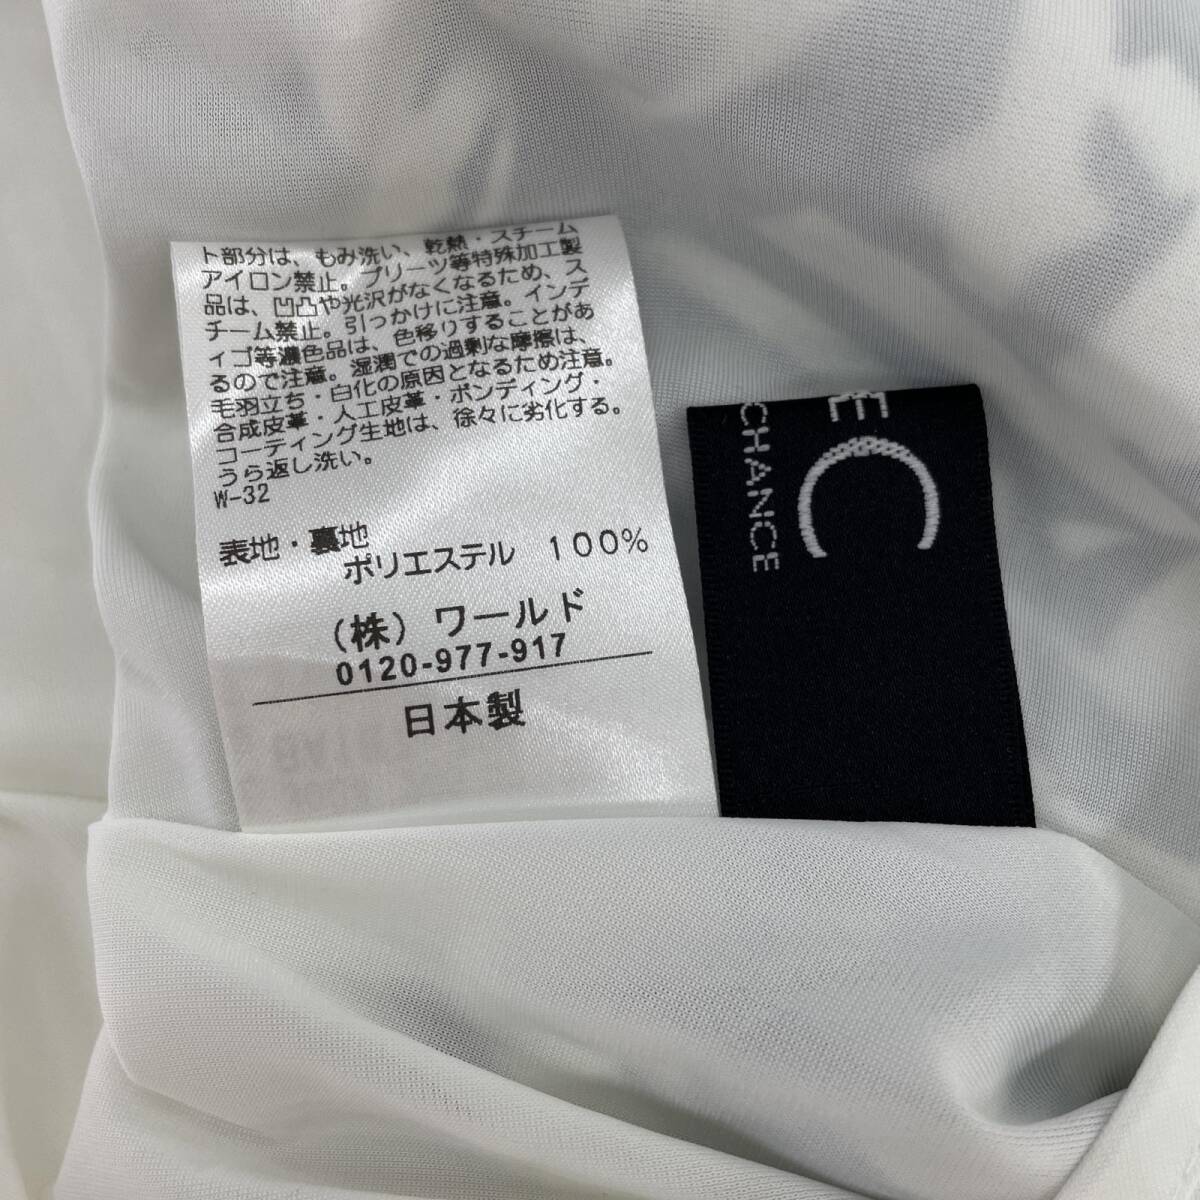 ト部分は、もみ洗い、乾熱・スチーム
アイロン禁止。プリーツ等特殊加工製
品は、凹凸や光沢がなくなるため、ス
チーム禁止。引っかけに注意。インデ
ィゴ等濃色品は、色移りすることがあ
るので注意。湿潤での過剰な摩擦は、
毛羽立ち・白化の原因となるため注意。
合成皮革・人工皮革・ボンディング・
コーティング生地は、徐々に劣化する。
うら返し洗い。
W-32
表地・裏地
ポリエステル 100%
(株) ワールド
0120-977-917
日本製
E C
CHANCE